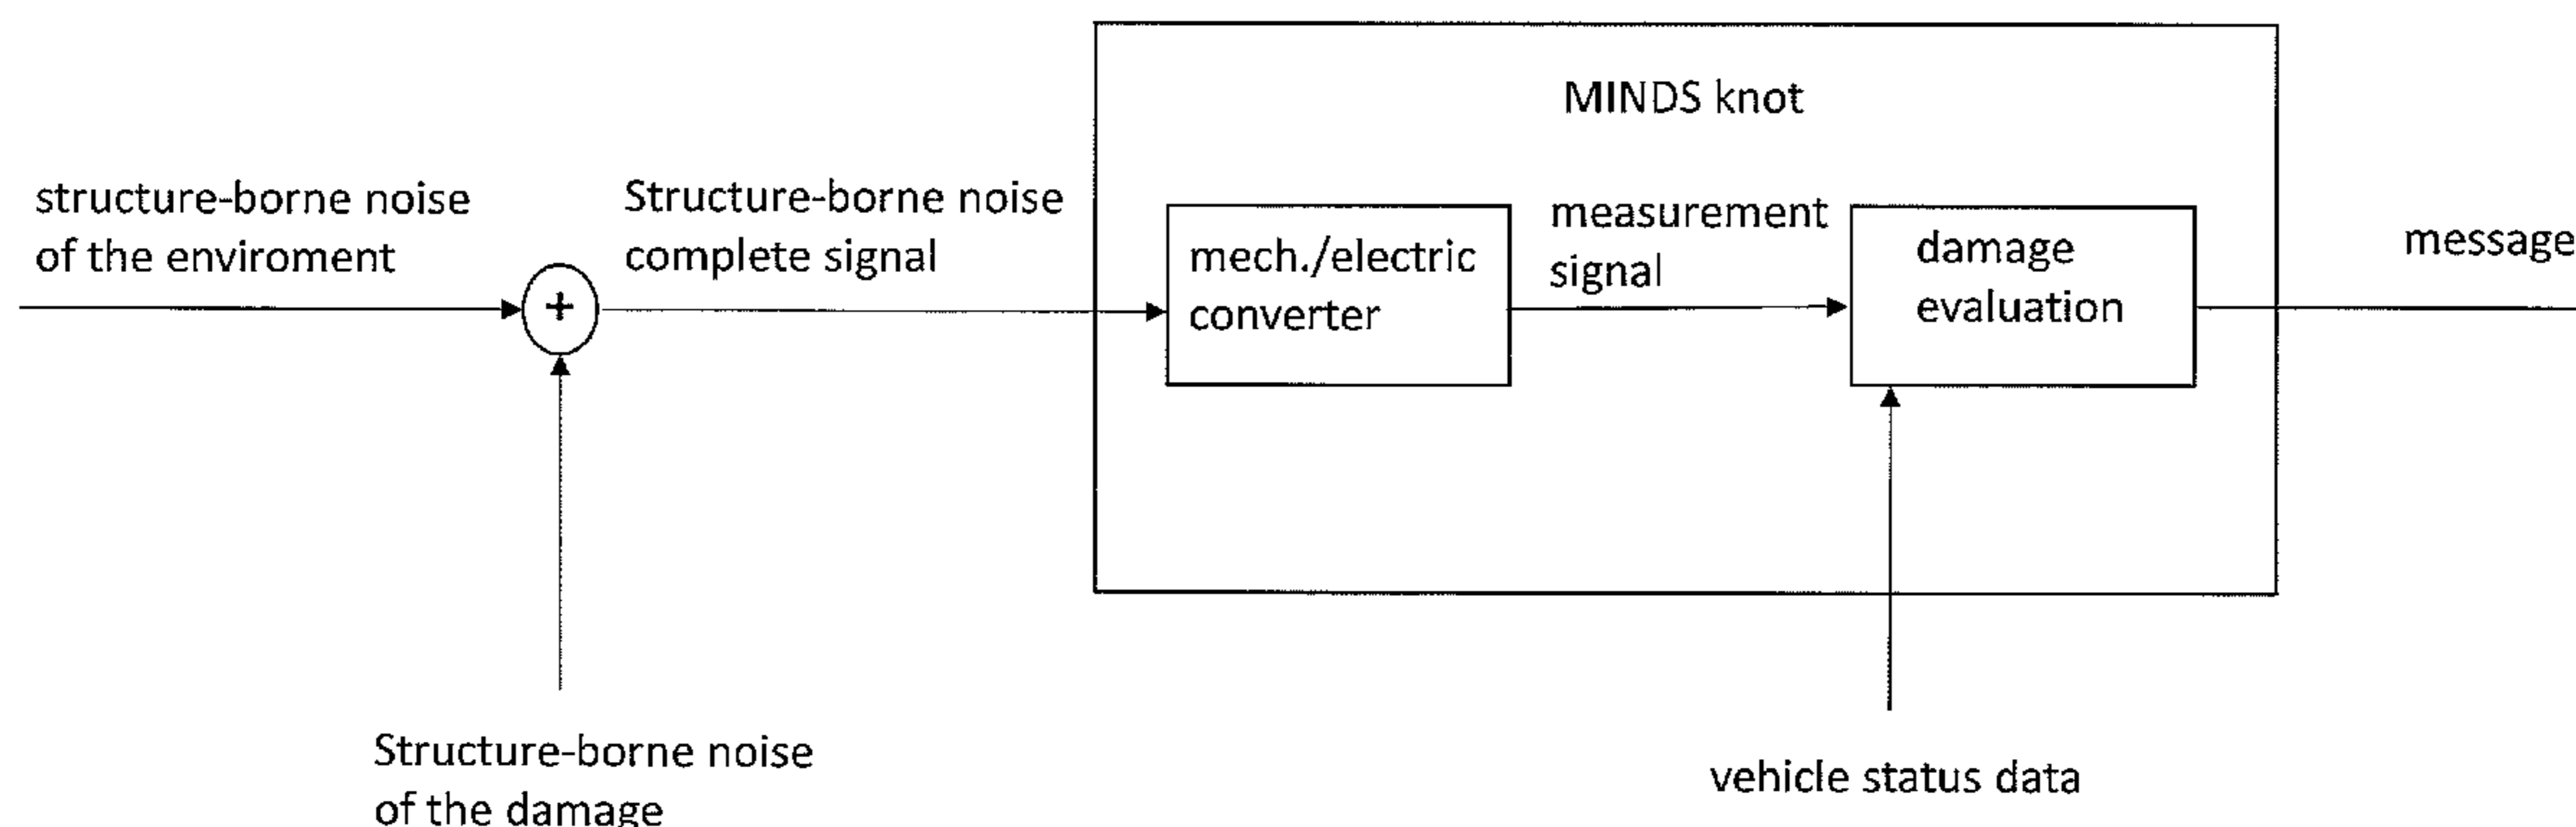 MINDS knot
structure-borne noise
of the enviroment
Structure-borne noise
complete signal
+
mech./electric
converter
measurement
signal
damage
evaluation
message
Structure-borne noise
of the damage
vehicle status data